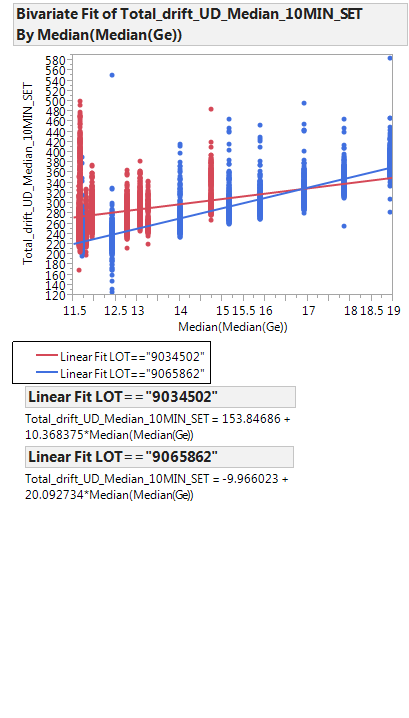 Bivariate Fit of Total_drift_UD_Median_10MIN_SET
By Median(Median(Ge))
Total_drift_UD_Median_10MIN_SET
580
560
540
520
500
480
460
440
420
400
380
360
340
320
300
280
260
240
220
200
180
160
140
120
11.5 12.5 13 14 15 15.5 16 17 18 18.5 19
Median(Median(Ge))
Linear Fit LOT=="9034502"
Linear Fit LOT=="9065862"
Linear Fit LOT=="9034502"
Total_drift_UD_Median_10MIN_SET = 153.84686 +
10.368375*Median(Median(Ge))
Linear Fit LOT=="9065862"
Total_drift_UD_Median_10MIN_SET = -9.966023 +
20.092734*Median(Median(Ge))